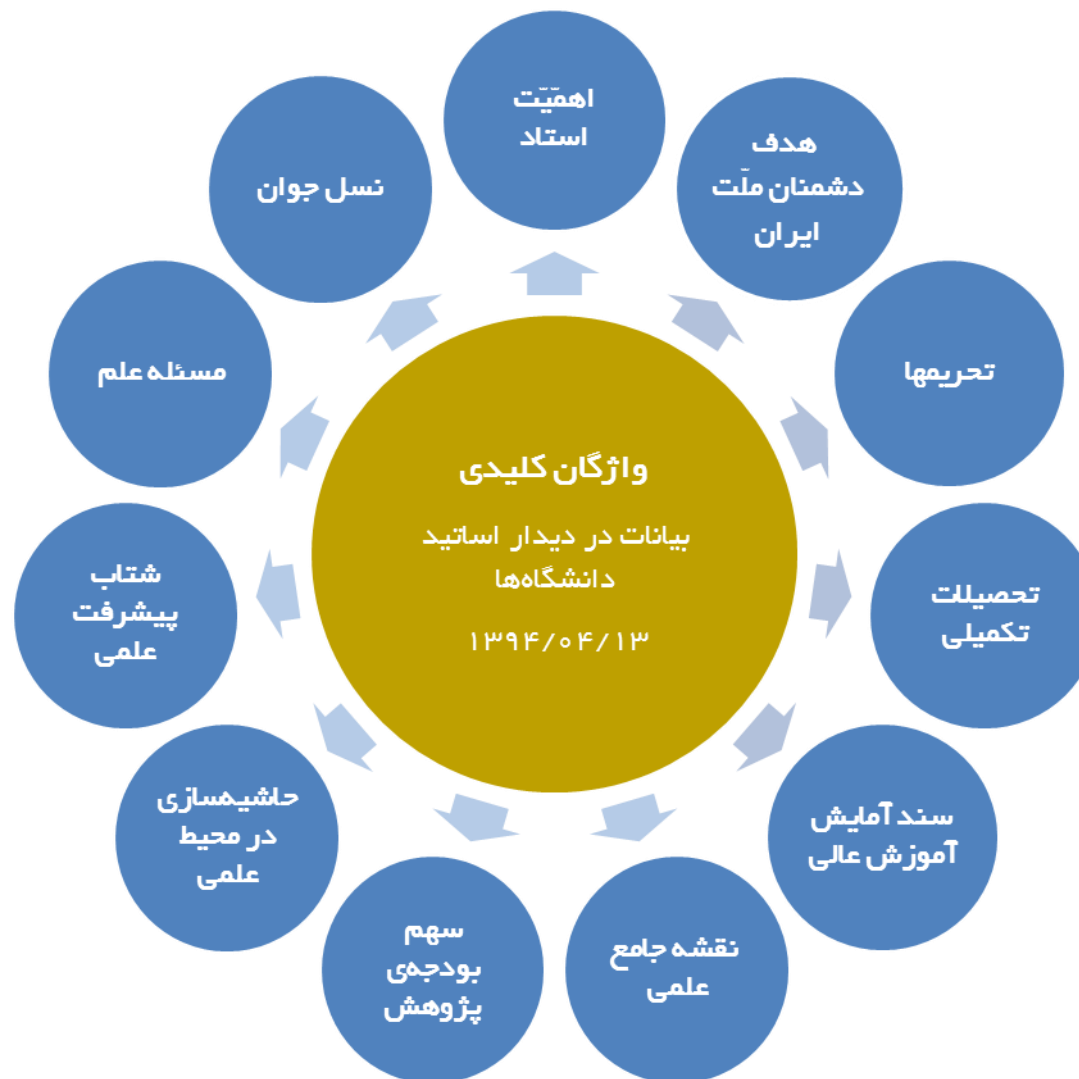 واژگان کلیدی
بیانات در دیدار اساتید
دانشگاه‌ها
۱۳۹۴/۰۴/۱۳
اهمّیّت
استاد
هدف
دشمنان ملّت
ایران
تحریمها
تحصیلات
تکمیلی
سند آمایش
آموزش عالی
نقشه جامع
علمی
سهم
بودجه‌ی
پژوهش
حاشیه‌سازی
در محیط
علمی
شتاب
پیشرفت
علمی
مسئله علم
نسل جوان